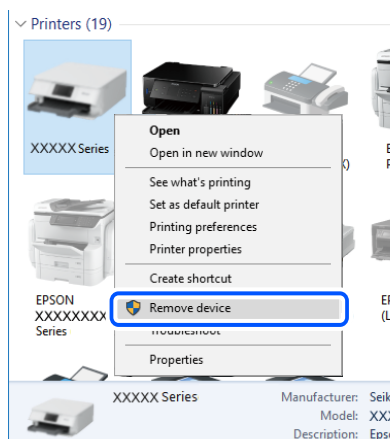 Printers (19)
XXXXX Series
Open
Open in new window
See what's printing
Set as default printer
Printing preferences
Printer properties
Create shortcut
Remove device
Troubleshoot
Properties
EPSON
XXXXXXXX
Series
XXXXX Series
Manufacturer:
Model:
Description: